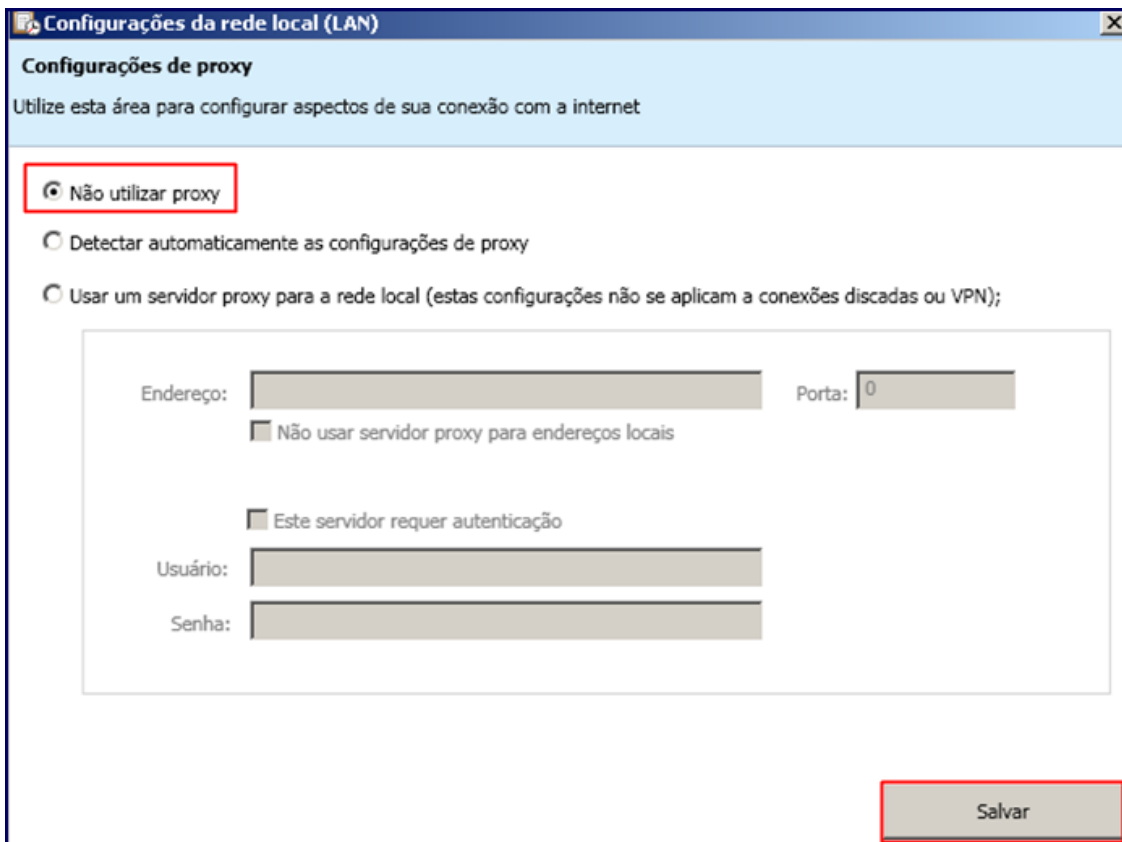 Configurações da rede local (LAN)
Configurações de proxy
Utilize esta área para configurar aspectos de sua conexão com a internet
Não utilizar proxy
Detectar automaticamente as configurações de proxy
Usar um servidor proxy para a rede local (estas configurações não se aplicam a conexões discadas ou VPN);
Endereço: Porta: 0
Não usar servidor proxy para endereços locais
Este servidor requer autenticação
Usuário:
Senha:
Salvar